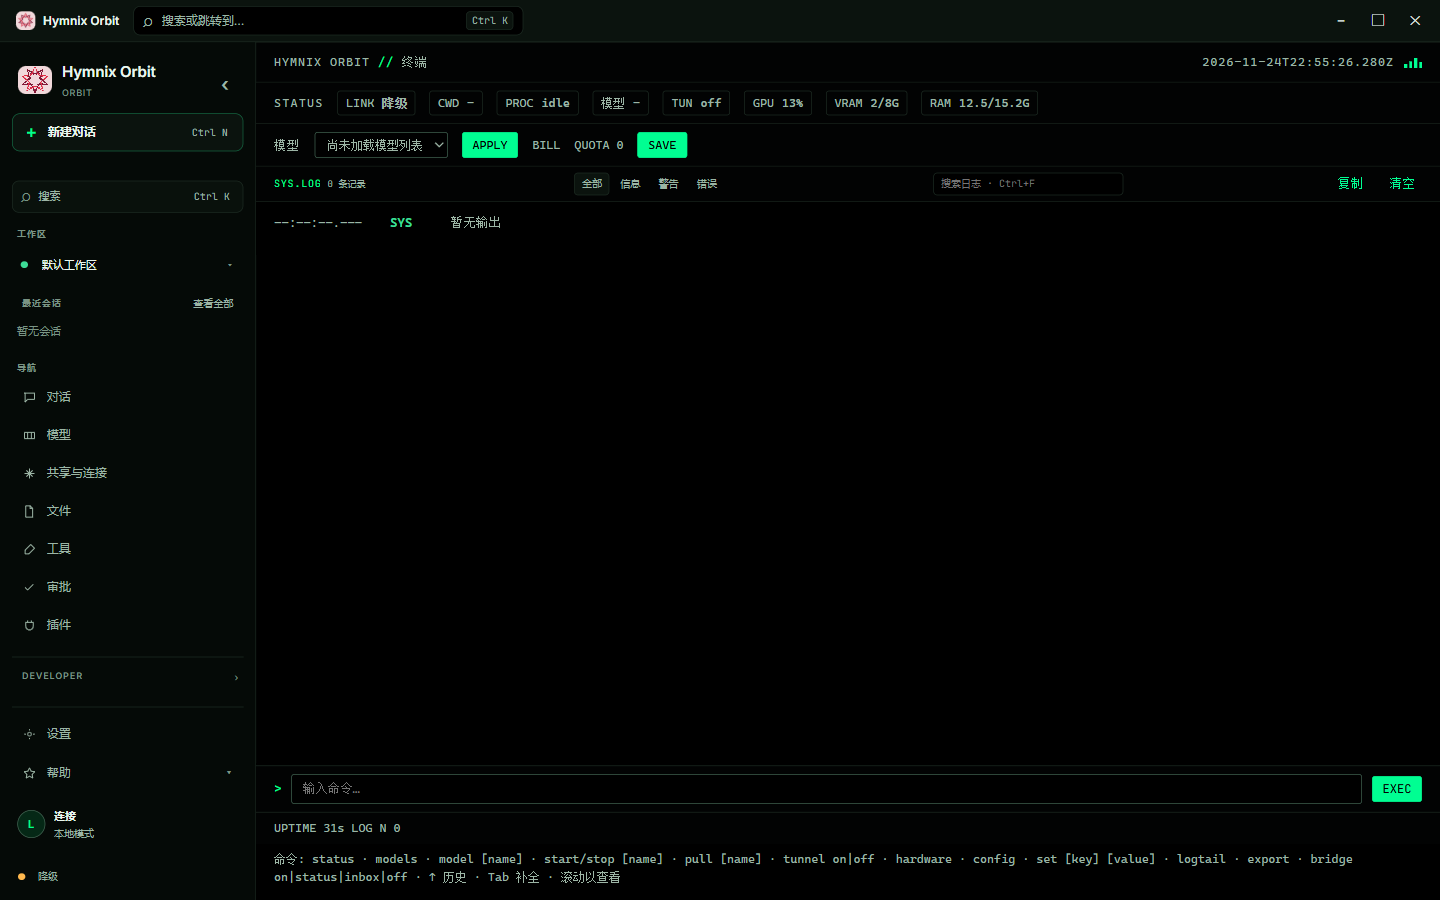 Hymnix Orbit
搜索或跳转到...
Ctrl K
Hymnix Orbit
ORBIT
新建对话
Ctrl N
搜索
Ctrl K
工作区
默认工作区
最近会话
查看全部
暂无会话
导航
对话
模型
共享与连接
文件
工具
审批
插件
DEVELOPER
设置
帮助
L
连接
本地模式
降级
HYMNIX ORBIT // 终端
2026-11-24T22:55:26.280Z
STATUS
LINK 降级
CWD —
PROC idle
模型 —
TUN off
GPU 13%
VRAM 2/8G
RAM 12.5/15.2G
模型
尚未加载模型列表
APPLY
BILL
QUOTA 0
SAVE
SYS.LOG 0 条记录
全部
信息
警告
错误
搜索日志 · Ctrl+F
复制
清空
--:--:--.---
SYS
暂无输出
>
输入命令…
EXEC
UPTIME 31s LOG N 0
命令: status · models · model [name] · start/stop [name] · pull [name] · tunnel on|off · hardware · config · set [key] [value] · logtail · export · bridge
on|status|inbox|off · ↑ 历史 · Tab 补全 · 滚动以查看